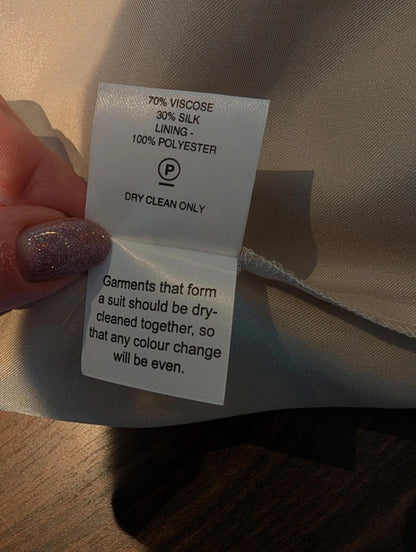 70% VISCOSE
30% SILK
LINING -
100% POLYESTER
P
DRY CLEAN ONLY
Garments that form
a suit should be dry-
cleaned together, so
that any colour change
will be even.